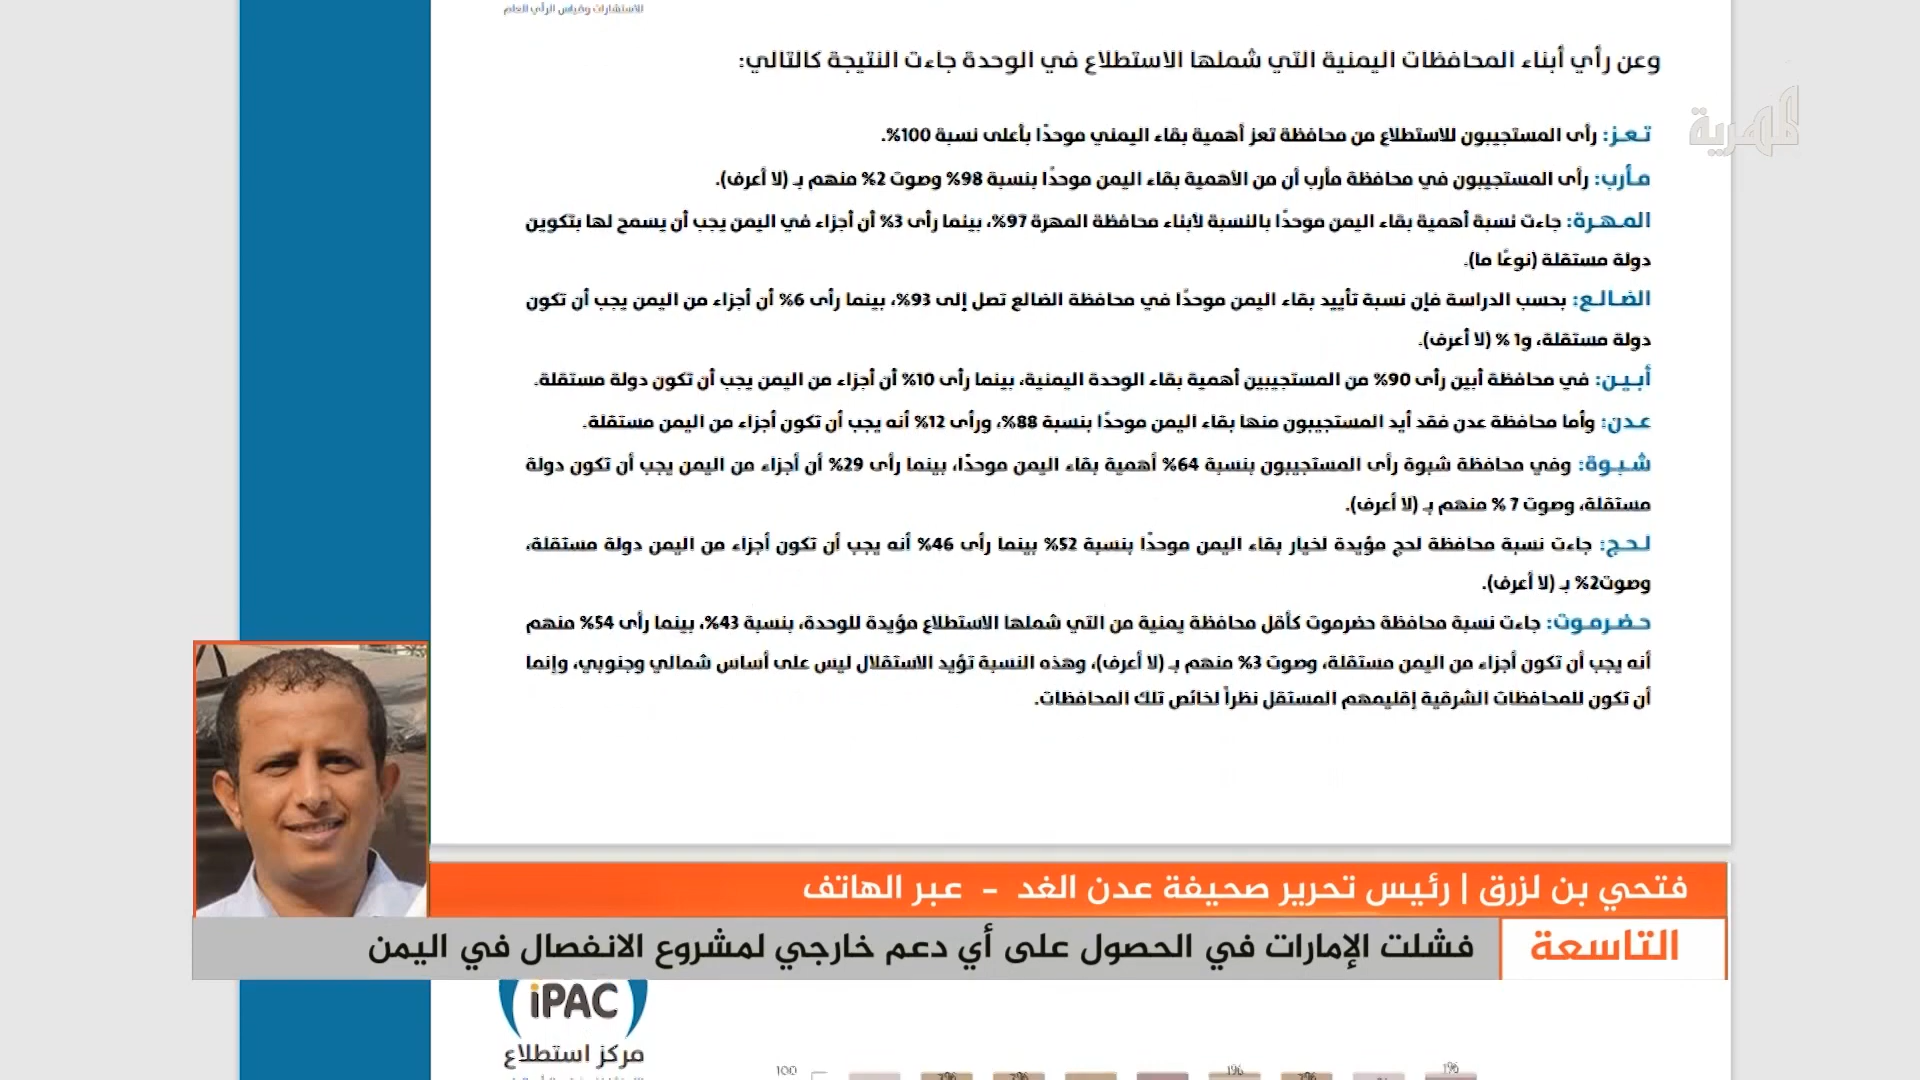 للاستشارات وقياس الرأي العام
وعن رأي أبناء المحافظات اليمنية التي شملها الاستطلاع في الوحدة جاءت النتيجة كالتالي:
المهرية
تعز: رأى المستجيبون للاستطلاع من محافظة تعز أهمية بقاء اليمني موحدًا بأعلى نسبة 100%.
مأرب: رأى المستجيبون في محافظة مأرب أن من الأهمية بقاء اليمن موحدًا بنسبة 98% وصوت 2% منهم بـ (لا أعرف).
المهرة: جاءت نسبة أهمية بقاء اليمن موحدًا بالنسبة لأبناء محافظة المهرة 97%، بينما رأى 3% أن أجزاء في اليمن يجب أن يسمح لها بتكوين
دولة مستقلة (نوعًا ما).
الضالع: بحسب الدراسة فإن نسبة تأييد بقاء اليمن موحدًا في محافظة الضالع تصل إلى 93%، بينما رأى 6% أن أجزاء من اليمن يجب أن تكون
دولة مستقلة، و1 % (لا أعرف).
أبين: في محافظة أبين رأى 90% من المستجيبين أهمية بقاء الوحدة اليمنية، بينما رأى 10% أن أجزاء من اليمن يجب أن تكون دولة مستقلة.
عدن: وأما محافظة عدن فقد أيد المستجيبون منها بقاء اليمن موحدًا بنسبة 88%، ورأى 12% أنه يجب أن تكون أجزاء من اليمن مستقلة.
شبوة: وفي محافظة شبوة رأى المستجيبون بنسبة 64% أهمية بقاء اليمن موحدًا، بينما رأى 29% أن أجزاء من اليمن يجب أن تكون دولة
مستقلة، وصوت 7 % منهم بـ (لا أعرف).
لحج: جاءت نسبة محافظة لحج مؤيدة لخيار بقاء اليمن موحدًا بنسبة 52% بينما رأى 46% أنه يجب أن تكون أجزاء من اليمن دولة مستقلة،
وصوت2% بـ (لا أعرف).
حضرموت: جاءت نسبة محافظة حضرموت كأقل محافظة يمنية من التي شملها الاستطلاع مؤيدة للوحدة، بنسبة 43%، بينما رأى 54% منهم
أنه يجب أن تكون أجزاء من اليمن مستقلة، وصوت 3% منهم بـ (لا أعرف)، وهذه النسبة تؤيد الاستقلال ليس على أساس شمالي وجنوبي، وإنما
أن تكون للمحافظات الشرقية إقليمهم المستقل نظراً لخائص تلك المحافظات.
فتحي بن لزرق | رئيس تحرير صحيفة عدن الغد - عبر الهاتف
التاسعة
فشلت الإمارات في الحصول على أي دعم خارجي لمشروع الانفصال في اليمن
iPAC
مركز استطلاع
100
1%
1%